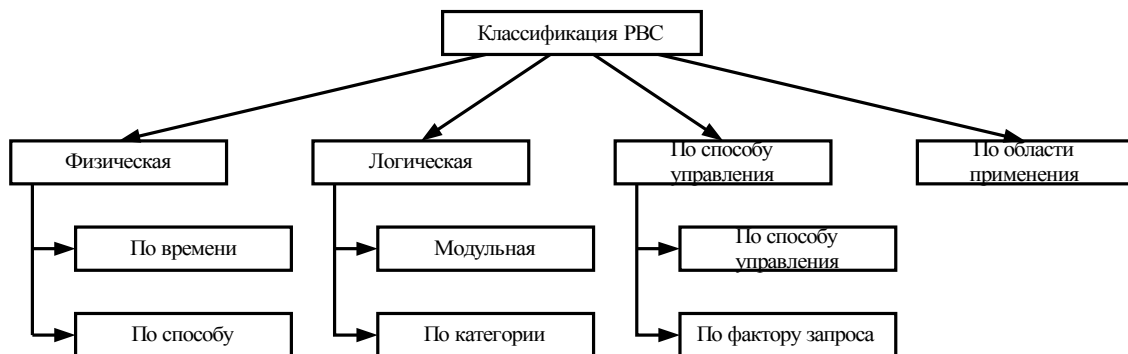 Классификация РВС
Физическая
Логическая
По способу
управления
По области
применения
По времени
Модульная
По способу
управления
По способу
По категории
По фактору запроса